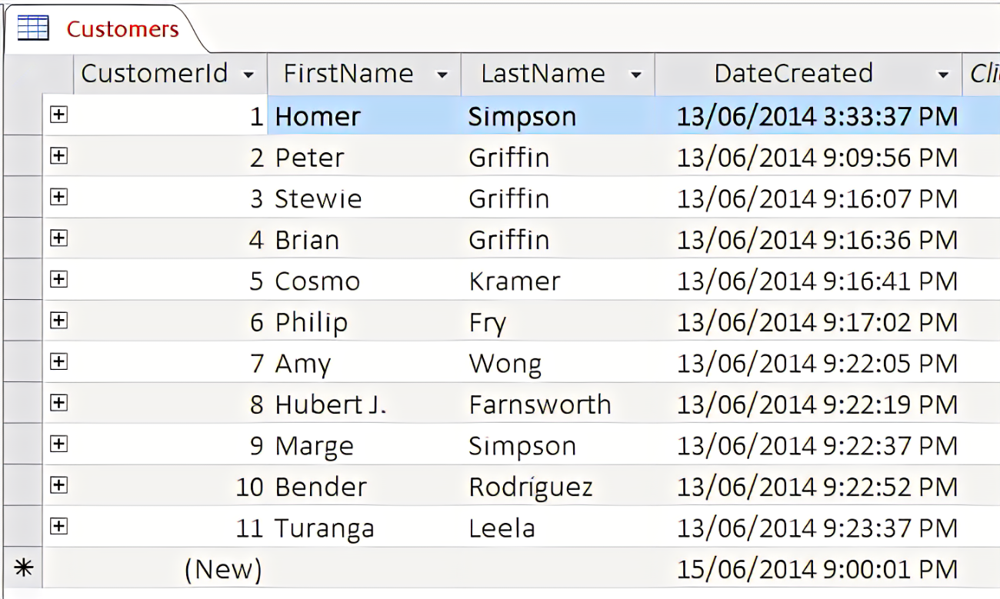 Customers
CustomerId FirstName LastName DateCreated
1 Homer Simpson 13/06/2014 3:33:37 PM
2 Peter Griffin 13/06/2014 9:09:56 PM
3 Stewie Griffin 13/06/2014 9:16:07 PM
4 Brian Griffin 13/06/2014 9:16:36 PM
5 Cosmo Kramer 13/06/2014 9:16:41 PM
6 Philip Fry 13/06/2014 9:17:02 PM
7 Amy Wong 13/06/2014 9:22:05 PM
8 Hubert J. Farnsworth 13/06/2014 9:22:19 PM
9 Marge Simpson 13/06/2014 9:22:37 PM
10 Bender Rodríguez 13/06/2014 9:22:52 PM
11 Turanga Leela 13/06/2014 9:23:37 PM
(New) 15/06/2014 9:00:01 PM